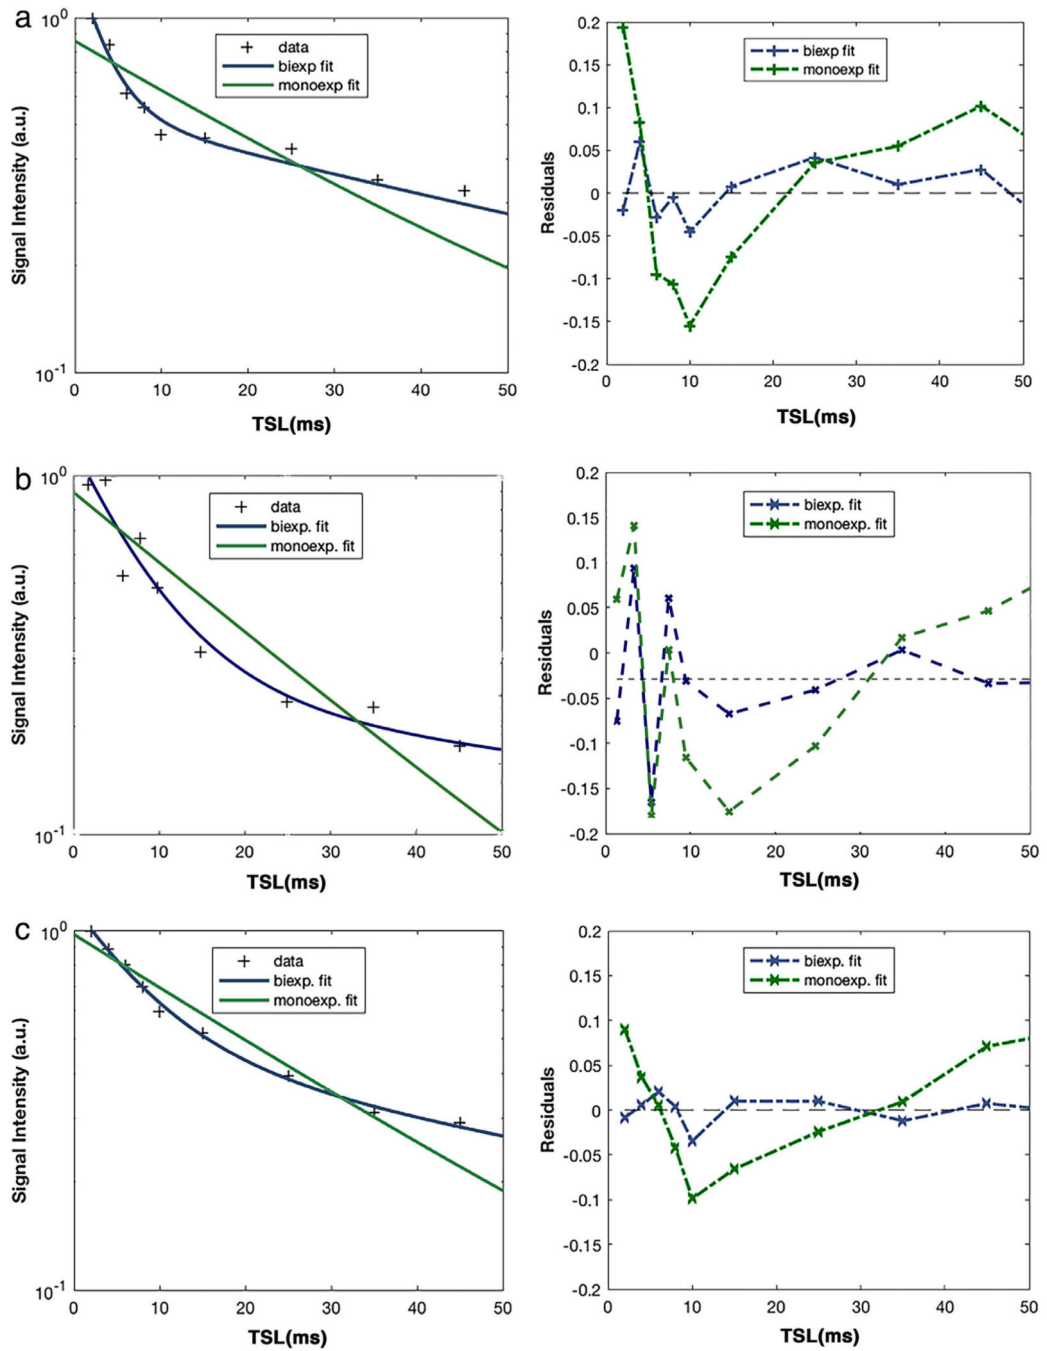 a
10^0
data
biexp fit
monoexp fit
Signal Intensity (a.u.)
10^-1
0 10 20 30 40 50
TSL(ms)
0.2
0.15
0.1
0.05
0
-0.05
-0.1
-0.15
-0.2
biexp fit
monoexp fit
Residuals
0 10 20 30 40 50
TSL(ms)
b
10^0
data
biexp. fit
monoexp. fit
Signal Intensity (a.u.)
10^-1
0 10 20 30 40 50
TSL(ms)
0.2
0.15
0.1
0.05
0
-0.05
-0.1
-0.15
-0.2
biexp. fit
monoexp. fit
Residuals
0 10 20 30 40 50
TSL(ms)
c
10^0
data
biexp. fit
monoexp. fit
Signal Intensity (a.u.)
10^-1
0 10 20 30 40 50
TSL(ms)
0.2
0.15
0.1
0.05
0
-0.05
-0.1
-0.15
-0.2
biexp. fit
monoexp. fit
Residuals
0 10 20 30 40 50
TSL(ms)